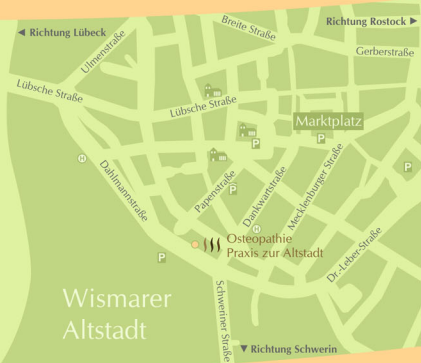 ◄ Richtung Lübeck
Breite Straße
Richtung Rostock ►
Ulmenstraße
Gerberstraße
Lübsche Straße
Lübsche Straße
Marktplatz
P
P
P
H
Dahlmannstraße
Papenstraße
P
Dankwartstraße
Mecklenburger Straße
H
Osteopathie
Praxis zur Altstadt
P
Dr.-Leber-Straße
Wismarer
Altstadt
Schweriner Straße
▼ Richtung Schwerin